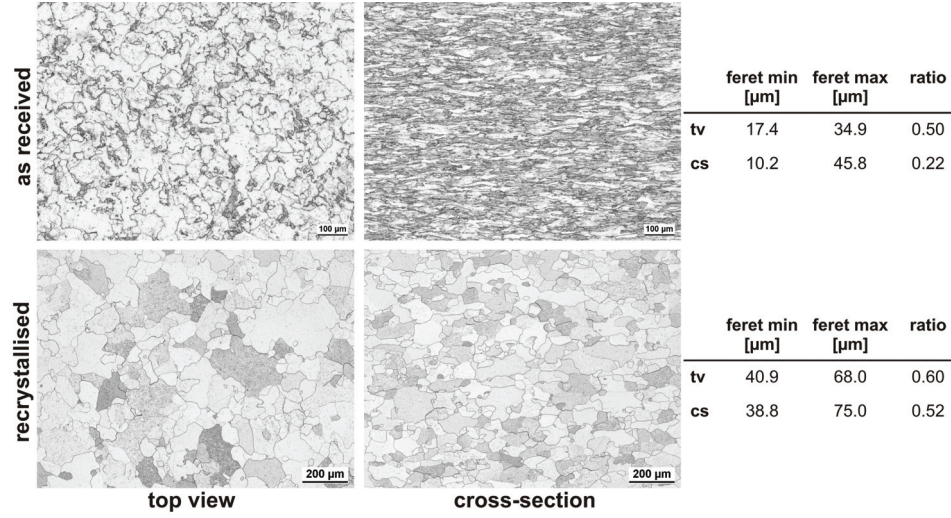 as received
100 µm
100 µm
feret min feret max ratio
[µm] [µm]
tv 17.4 34.9 0.50
cs 10.2 45.8 0.22
recrystallised
200 µm
200 µm
feret min feret max ratio
[µm] [µm]
tv 40.9 68.0 0.60
cs 38.8 75.0 0.52
top view cross-section